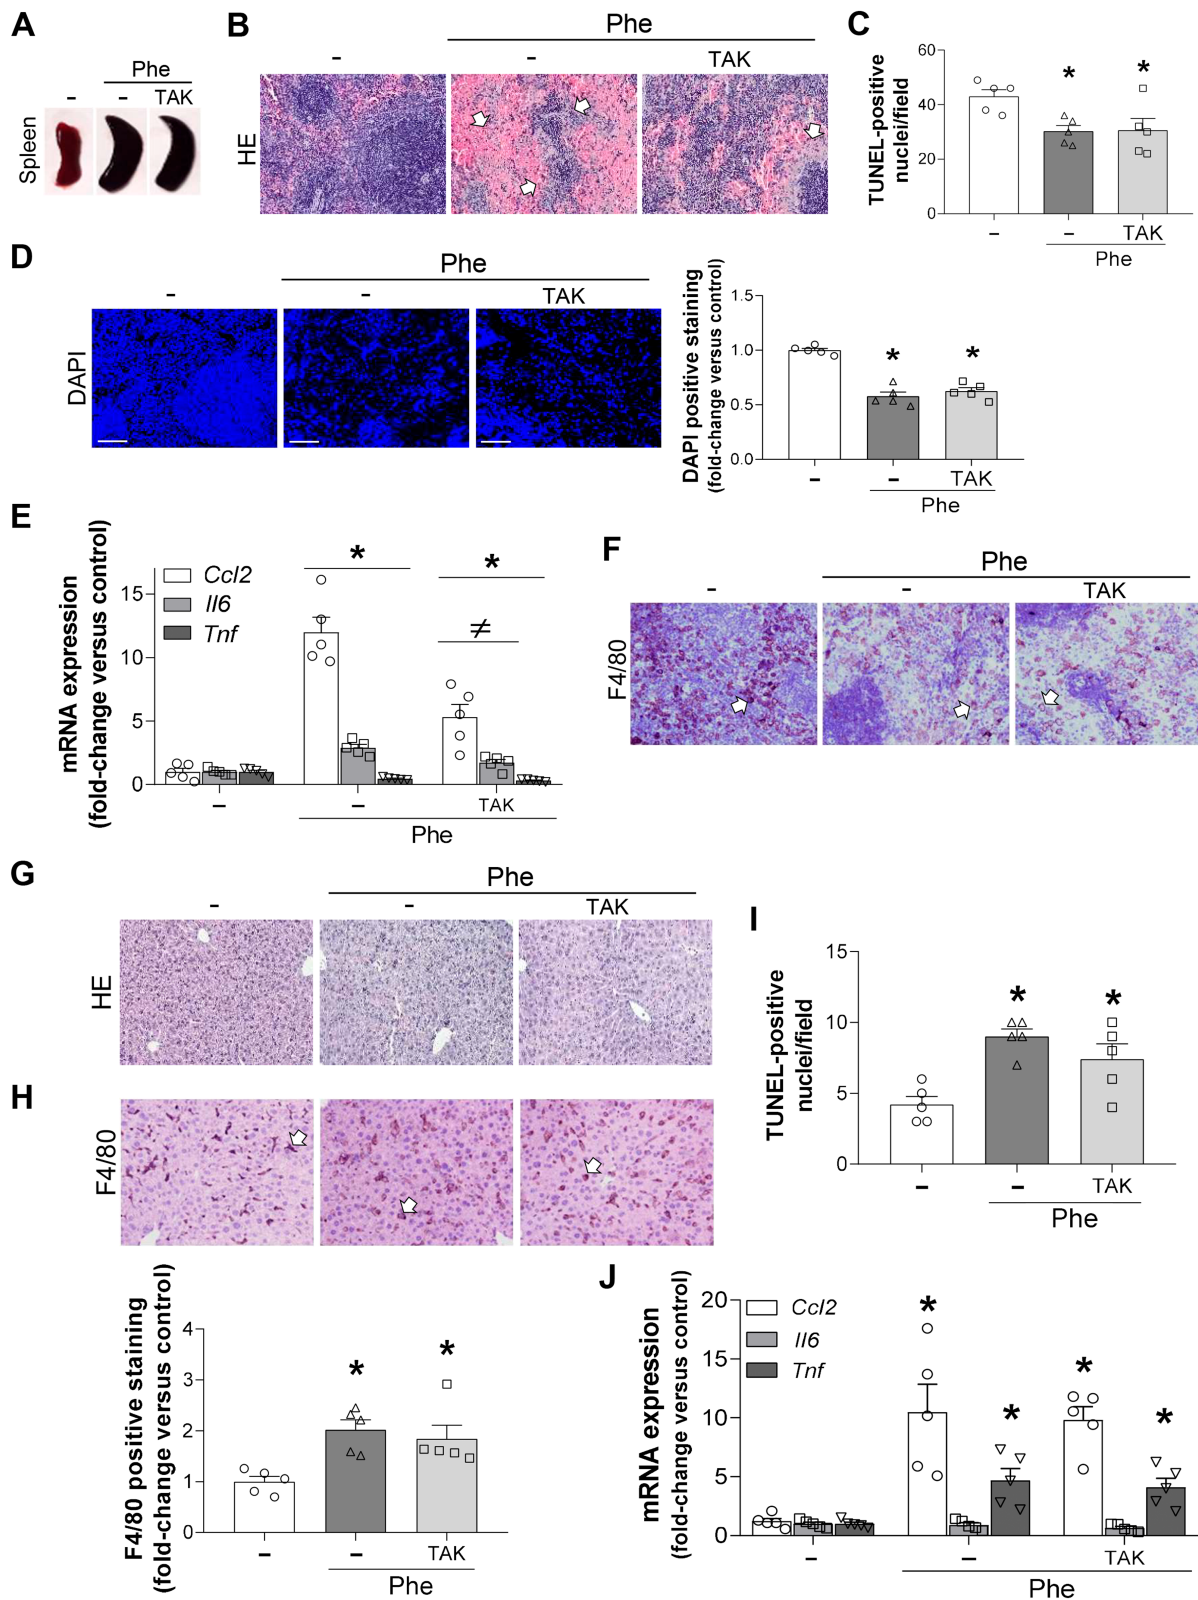 A
Phe
-
-
TAK
Spleen
B
Phe
-
-
TAK
HE
C
TUNEL-positive
nuclei/field
60
40
20
0
*
*
-
-
TAK
Phe
D
Phe
-
-
TAK
DAPI
DAPI positive staining
(fold-change versus control)
1.5
1.0
0.5
0.0
*
*
-
-
TAK
Phe
E
mRNA expression
(fold-change versus control)
15
10
5
0
Ccl2
Il6
Tnf
*
*
≠
-
-
TAK
Phe
F
Phe
-
-
TAK
F4/80
G
Phe
-
-
TAK
HE
H
F4/80
F4/80 positive staining
(fold-change versus control)
4
3
2
1
0
*
*
-
-
TAK
Phe
I
TUNEL-positive
nuclei/field
15
10
5
0
*
*
-
-
TAK
Phe
J
mRNA expression
(fold-change versus control)
20
15
10
5
0
Ccl2
Il6
Tnf
*
*
*
*
-
-
TAK
Phe